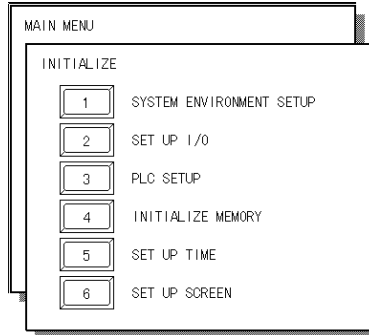 MAIN MENU
INITIALIZE
1 SYSTEM ENVIRONMENT SETUP
2 SET UP I/O
3 PLC SETUP
4 INITIALIZE MEMORY
5 SET UP TIME
6 SET UP SCREEN